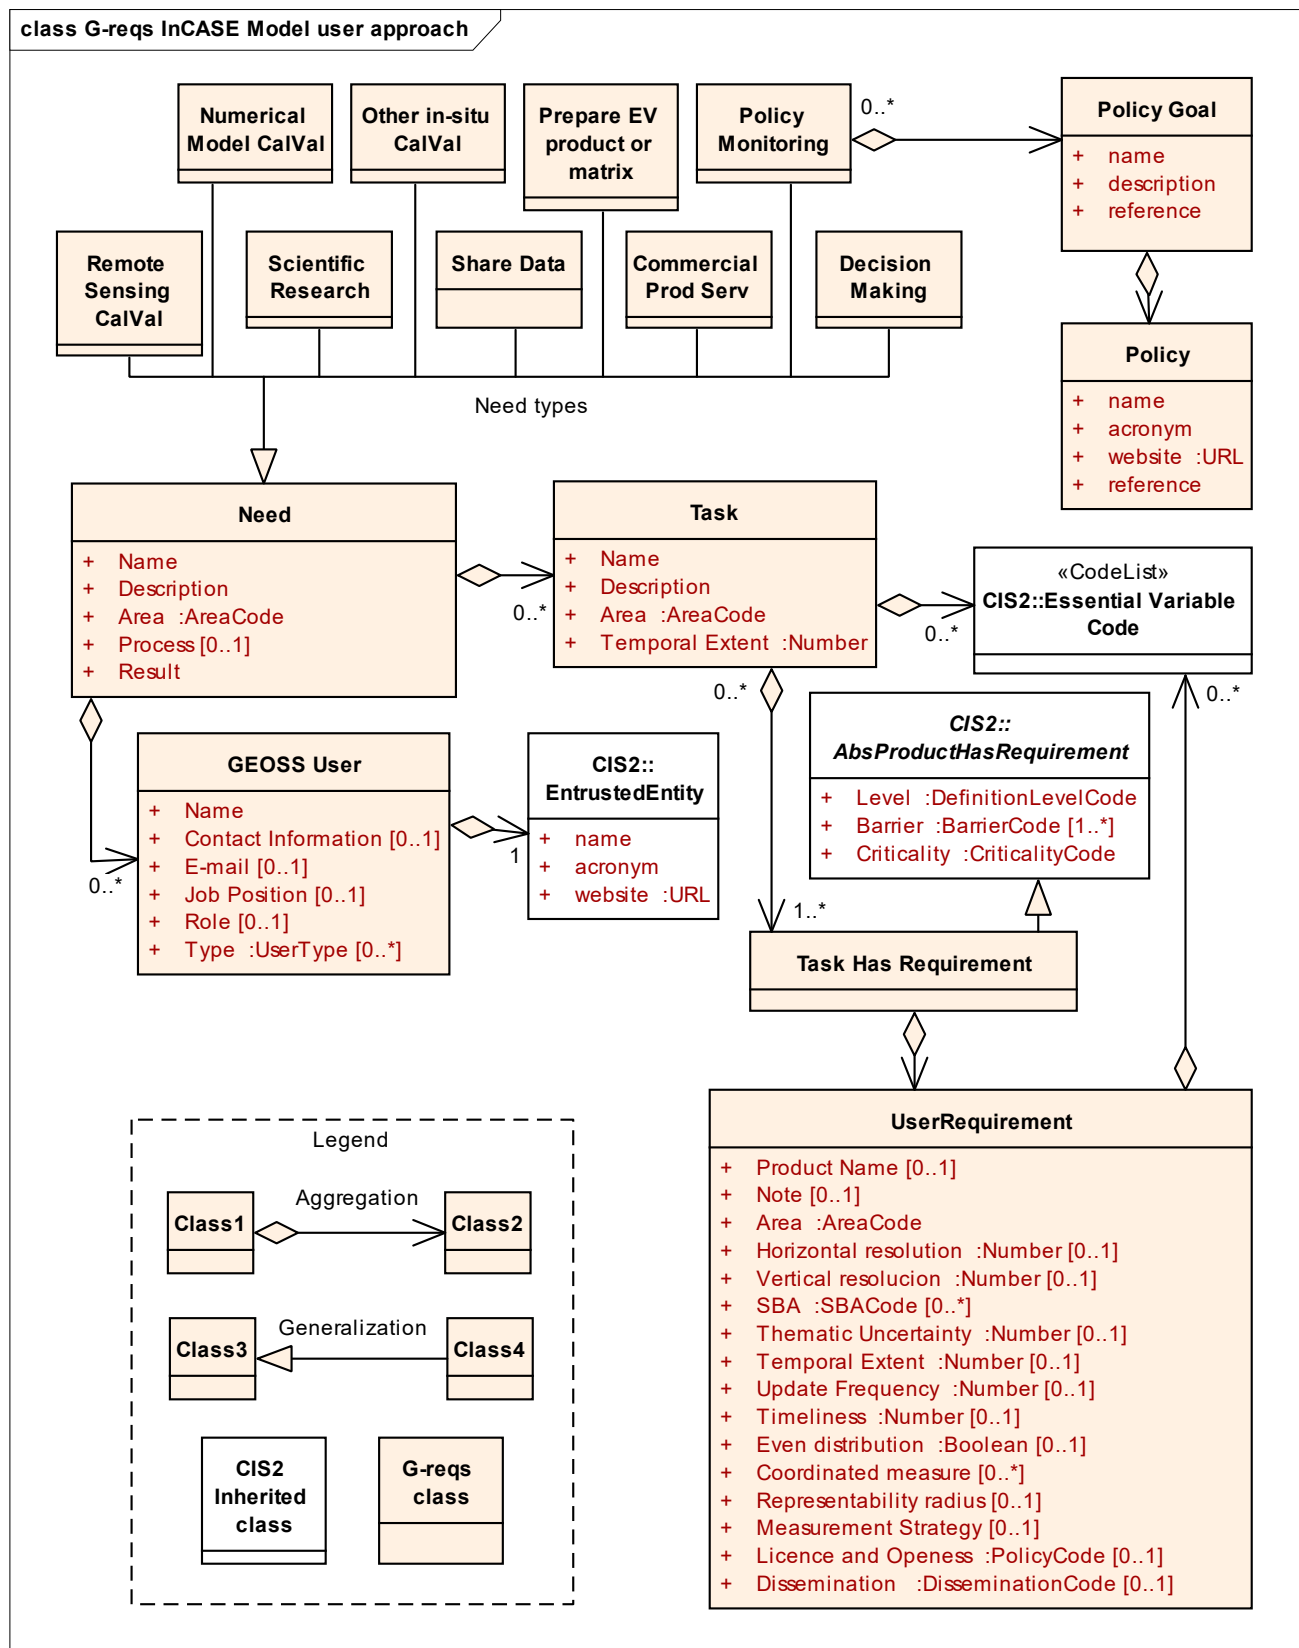 class G-reqs InCASE Model user approach
Numerical
Model CalVal
Other in-situ
CalVal
Prepare EV
product or
matrix
Policy
Monitoring
0..*
Policy Goal
+ name
+ description
+ reference
Remote
Sensing
CalVal
Scientific
Research
Share Data
Commercial
Prod Serv
Decision
Making
Need types
Policy
+ name
+ acronym
+ website :URL
+ reference
Need
+ Name
+ Description
+ Area :AreaCode
+ Process [0..1]
+ Result
0..*
Task
+ Name
+ Description
+ Area :AreaCode
+ Temporal Extent :Number
0..*
«CodeList»
CIS2::Essential Variable
Code
0..*
0..*
GEOSS User
+ Name
+ Contact Information [0..1]
+ E-mail [0..1]
+ Job Position [0..1]
+ Role [0..1]
+ Type :UserType [0..*]
0..*
1
CIS2::
EntrustedEntity
+ name
+ acronym
+ website :URL
CIS2::
AbsProductHasRequirement
+ Level :DefinitionLevelCode
+ Barrier :BarrierCode [1..*]
+ Criticality :CriticalityCode
1..*
Task Has Requirement
UserRequirement
+ Product Name [0..1]
+ Note [0..1]
+ Area :AreaCode
+ Horizontal resolution :Number [0..1]
+ Vertical resolucion :Number [0..1]
+ SBA :SBACode [0..*]
+ Thematic Uncertainty :Number [0..1]
+ Temporal Extent :Number [0..1]
+ Update Frequency :Number [0..1]
+ Timeliness :Number [0..1]
+ Even distribution :Boolean [0..1]
+ Coordinated measure [0..*]
+ Representability radius [0..1]
+ Measurement Strategy [0..1]
+ Licence and Openess :PolicyCode [0..1]
+ Dissemination :DisseminationCode [0..1]
Legend
Class1
Aggregation
Class2
Class3
Generalization
Class4
CIS2
Inherited
class
G-reqs
class